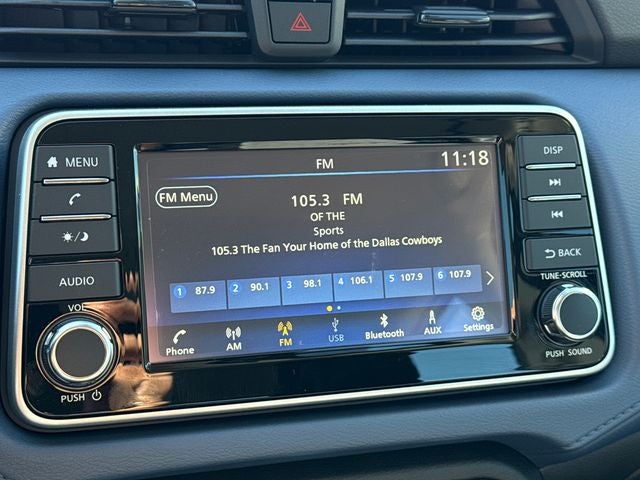 FM
11:18
FM Menu
105.3 FM
OF THE
Sports
105.3 The Fan Your Home of the Dallas Cowboys
1 87.9 2 90.1 3 98.1 4 106.1 5 107.9 6 107.9
Phone AM FM USB Bluetooth AUX Settings
MENU
AUDIO
VOL
PUSH
DISP
BACK
TUNE·SCROLL
PUSH SOUND